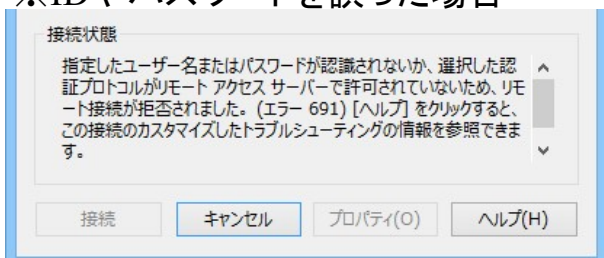 ※IDやパスワードを誤った場合
接続状態
指定したユーザー名またはパスワードが認識されないか、選択した認
証プロトコルがリモート アクセス サーバーで許可されていないため、リモ
ート接続が拒否されました。(エラー 691) [ヘルプ] をクリックすると、
この接続のカスタマイズしたトラブルシューティングの情報を参照できま
す。
接続 キャンセル プロパティ(O) ヘルプ(H)